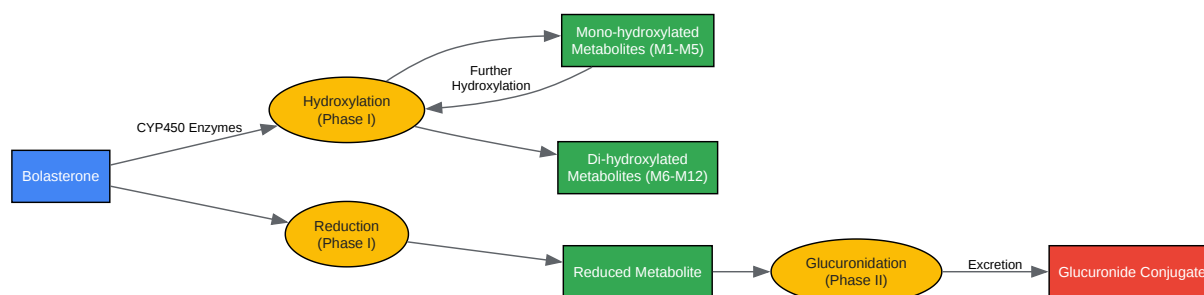 Mono-hydroxylated
Metabolites (M1-M5)
Further
Hydroxylation
Hydroxylation
(Phase I)
CYP450 Enzymes
Bolasterone
Di-hydroxylated
Metabolites (M6-M12)
Reduction
(Phase I)
Reduced Metabolite
Glucuronidation
(Phase II)
Excretion
Glucuronide Conjugate